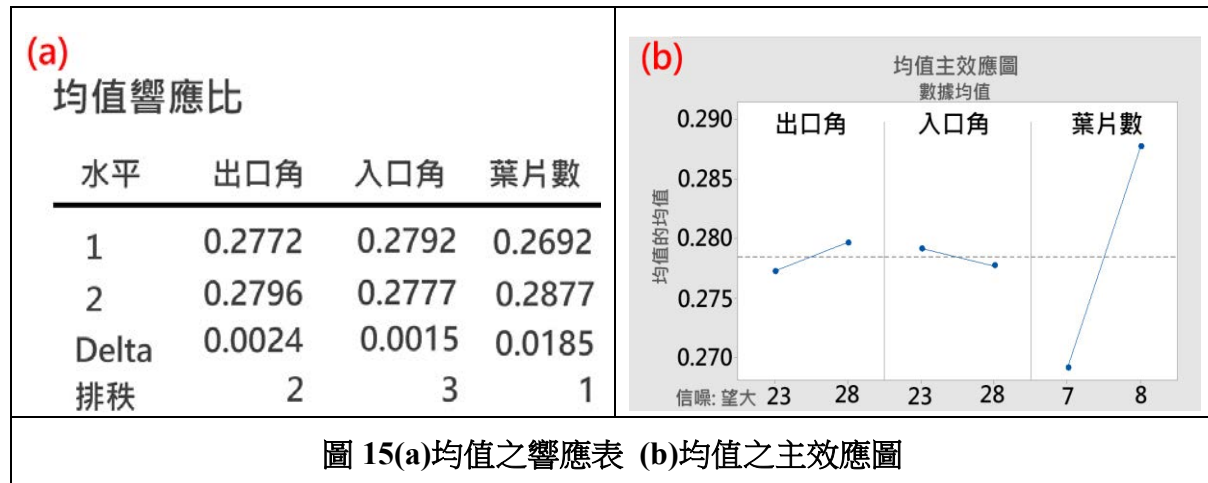 (a)
均值響應比
水平 出口角 入口角 葉片數
1 0.2772 0.2792 0.2692
2 0.2796 0.2777 0.2877
Delta 0.0024 0.0015 0.0185
排秩 2 3 1
(b)
均值主效應圖
數據均值
出口角 入口角 葉片數
均值的均值
0.290
0.285
0.280
0.275
0.270
信噪: 望大 23 28 23 28 7 8
圖 15(a)均值之響應表 (b)均值之主效應圖